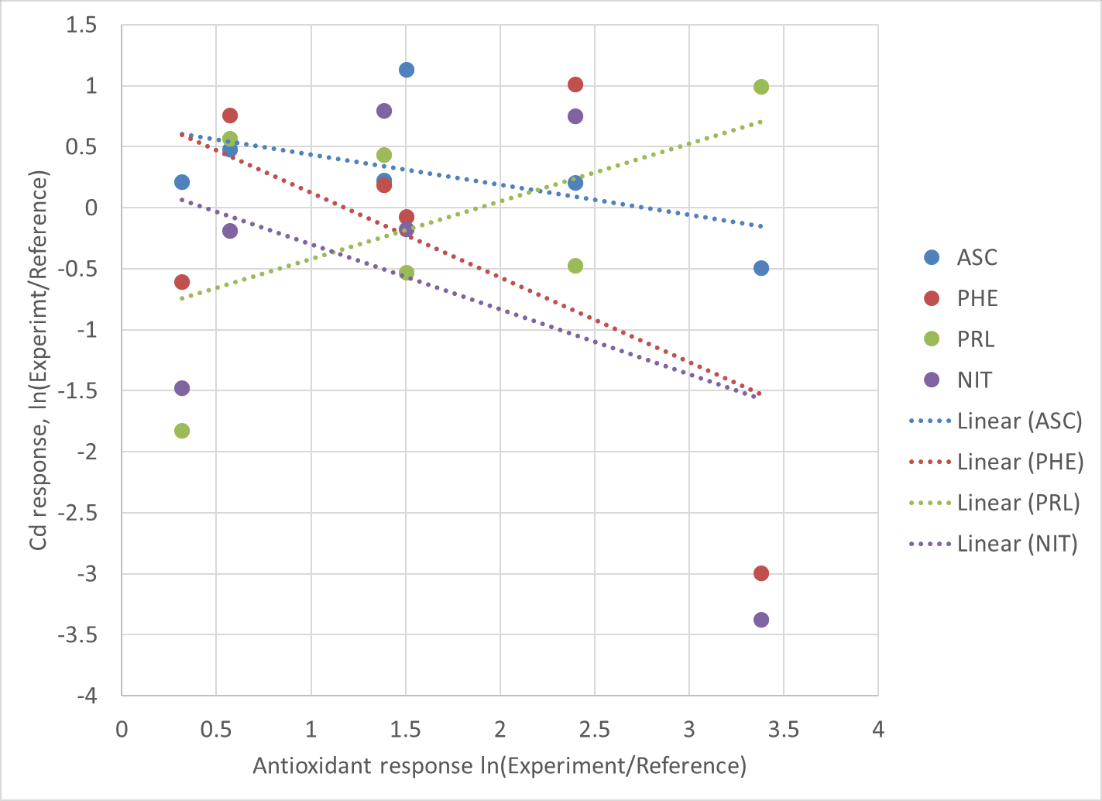 1.5
1
0.5
0
-0.5
-1
-1.5
-2
-2.5
-3
-3.5
-4
0 0.5 1 1.5 2 2.5 3 3.5 4
Cd response, ln(Experimt/Reference)
Antioxidant response ln(Experiment/Reference)
ASC
PHE
PRL
NIT
Linear (ASC)
Linear (PHE)
Linear (PRL)
Linear (NIT)